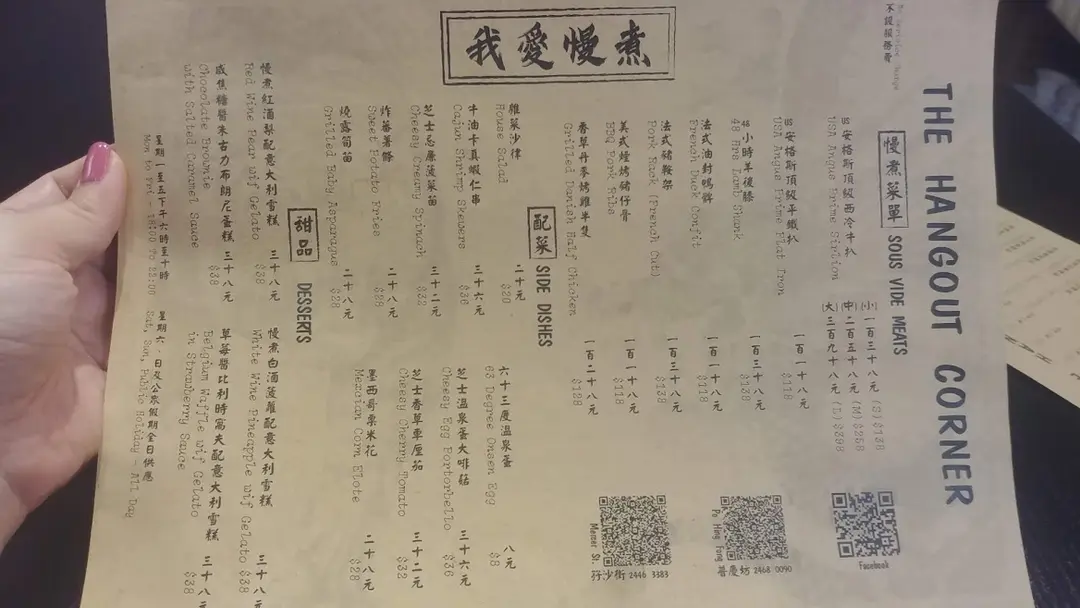 我愛慢煮
No Service Charge
不設服務費
THE HANGOUT CORNER
慢煮菜單 SOUS VIDE MEATS
US 安格斯頂級西冷牛扒 (小) 一百三十八元 (S) $138
USA Angus Prime Sirloin (中) 二百五十八元 (M) $258
(大) 三百九十八元 (L) $398
US 安格斯頂級平鐵扒 一百一十八元
USA Angus Prime Flat Iron $118
48 小時羊後膝 一百三十八元
48 Hrs Lamb Shank $138
法式油封鴨髀 一百一十八元
French Duck Confit $118
法式豬鞍架 一百三十八元
Pork Rack (French Cut) $138
美式煙烤豬仔骨 一百一十八元
BBQ Pork Ribs $118
香草丹麥烤雞半隻 一百二十八元
Grilled Danish Half Chicken $128
配菜 SIDE DISHES
雜菜沙律 二十元
House Salad $20
牛油卡真蝦仁串 三十六元
Cajun Shrimp Skewers $36
芝士忌廉菠菜苗 三十二元
Cheesy Creamy Spinach $32
炸蕃薯條 二十八元
Sweet Potato Fries $28
燒露筍苗 二十八元
Grilled Baby Asparagus $28
六十三度溫泉蛋 八元
63 Degree Onsen Egg $8
芝士溫泉蛋大啡菇 三十六元
Cheesy Egg Portobello $36
芝士香草車厘茄 三十二元
Cheesy Cherry Tomato $32
墨西哥粟米花 二十八元
Mexican Corn Elote $28
甜品 DESSERTS
慢煮紅酒梨配意大利雪糕 三十八元
Red Wine Pear wif Gelato $38
咸焦糖醬朱古力布朗尼蛋糕 三十八元
Chocolate Brownie $38
with Salted Caramel Sauce
慢煮白酒菠蘿配意大利雪糕 三十八元
White Wine Pineapple wif Gelato $38
草莓醬比利時窩夫配意大利雪糕 三十八元
Belgium Waffle wif Gelato $38
in Strawberry Sauce
星期一至五下午六時至十時 星期六、日及公眾假期全日供應
Mon to Fri - 18:00 To 22:00 Sat, Sun, Public Holiday - All Day
Facebook
Po Hing Fong
普慶坊 2468 0090
Mercer St.
孖沙街 2446 3383